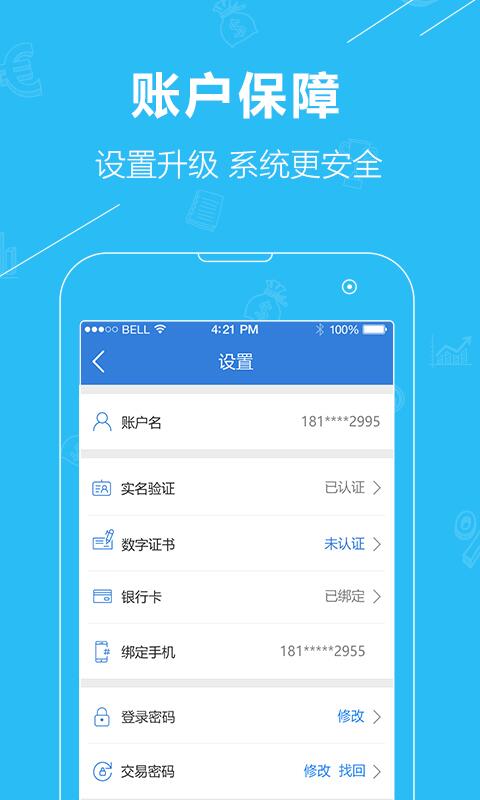 账户保障
设置升级 系统更安全
BELL 4:21 PM 100%
设置
账户名 181****2995
实名验证 已认证
数字证书 未认证
银行卡 已绑定
绑定手机 181*****2955
登录密码 修改
交易密码 修改 找回